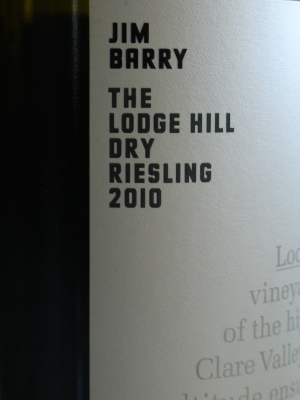 JIM
BARRY
THE
LODGE HILL
DRY
RIESLING
2010
of the
Clare